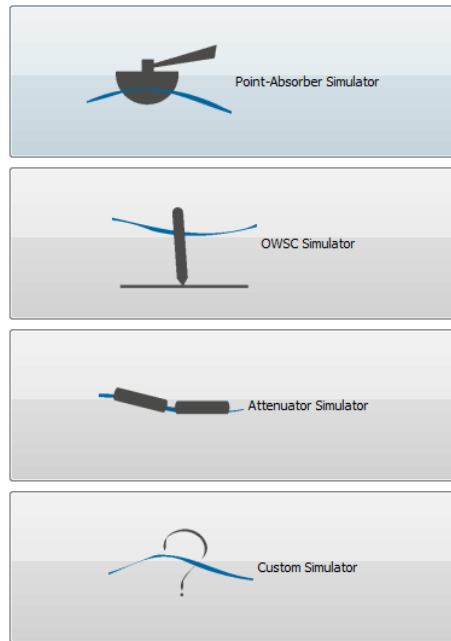 Point-Absorber Simulator
OWSC Simulator
Attenuator Simulator
Custom Simulator